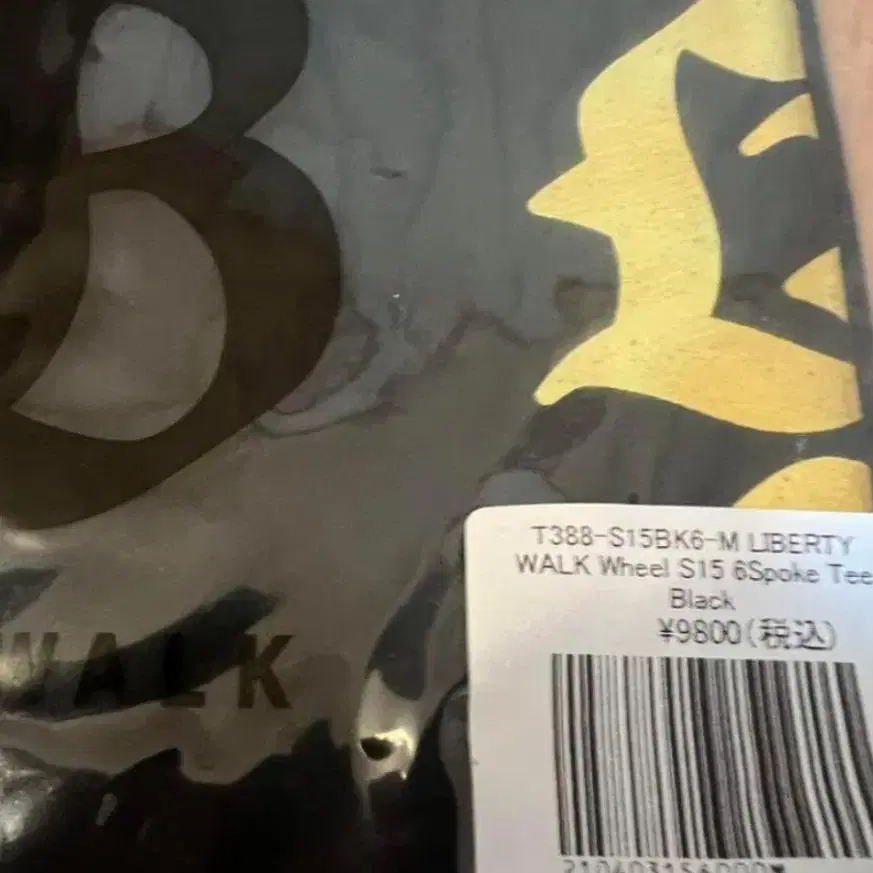 B
WALK
T388-S15BK6-M LIBERTY
WALK Wheel S15 6Spoke Tee
Black
¥9800(税込)